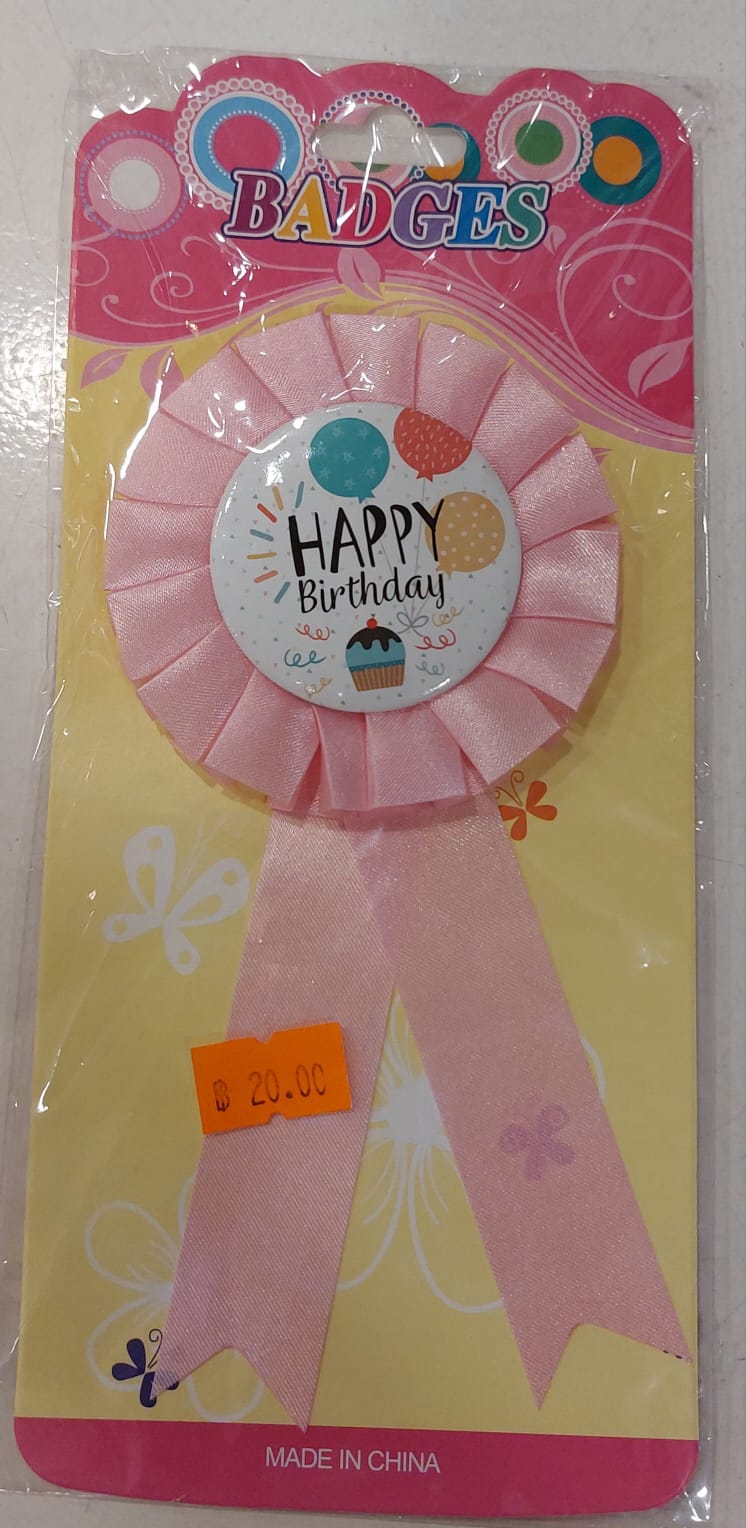 BADGES
HAPPY
Birthday
฿ 20.00
MADE IN CHINA